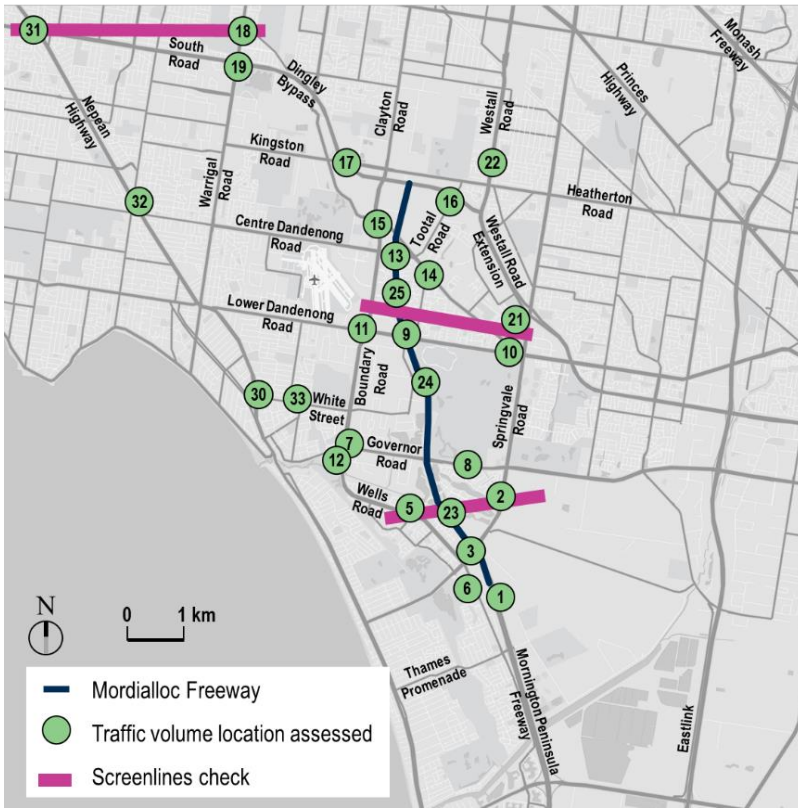 31
18
South
Road
19
Dingley
Bypass
Nepean
Highway
Warrigal
Road
Clayton
Road
Westall
Road
Princes
Highway
Monash
Freeway
Kingston
Road
17
22
32
16
Heatherton
Road
Centre Dandenong
Road
15
Tootal
Road
Westall Road
Extension
13
14
25
Lower Dandenong
Road
11
9
21
10
Boundary
Road
24
30
33
White
Street
Springvale
Road
7
12
Governor
Road
8
Wells
Road
5
23
2
3
6
1
N
0 1 km
Thames
Promenade
Mornington Peninsula
Freeway
Eastlink
Mordialloc Freeway
Traffic volume location assessed
Screenlines check